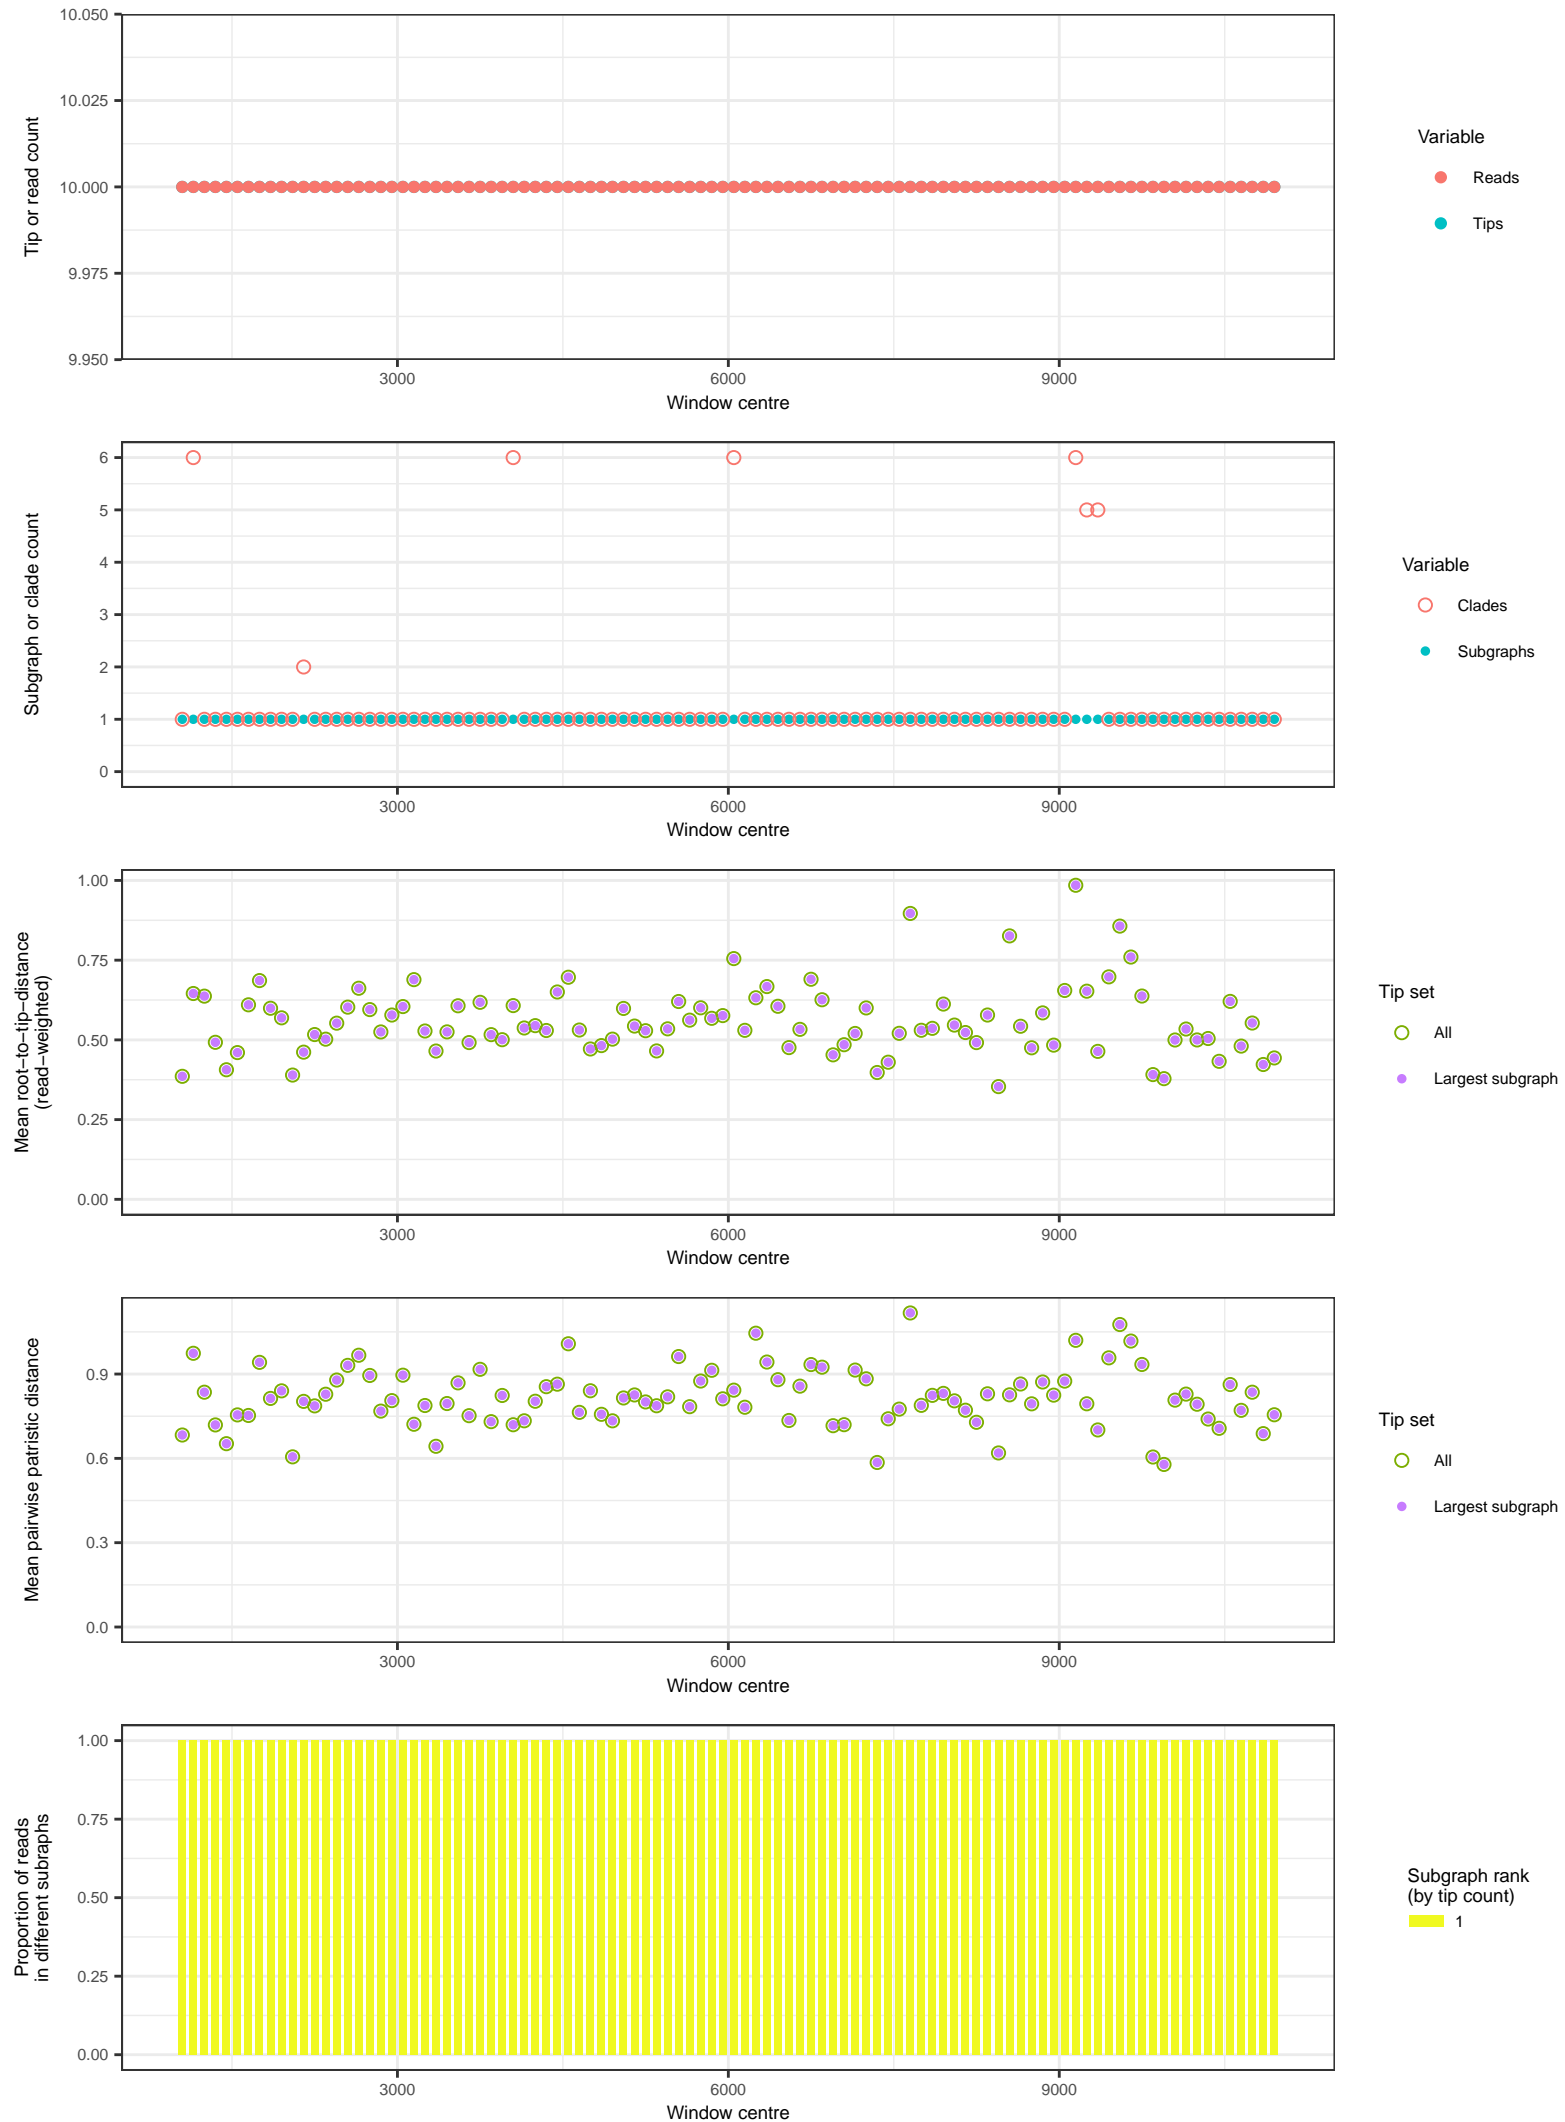 10.050
10.025
10.000
9.975
9.950
Tip or read count
3000 6000 9000
Window centre
Variable
Reads
Tips
6
5
4
3
2
1
0
Subgraph or clade count
3000 6000 9000
Window centre
Variable
Clades
Subgraphs
1.00
0.75
0.50
0.25
0.00
Mean root−to−tip−distance
(read−weighted)
3000 6000 9000
Window centre
Tip set
All
Largest subgraph
0.9
0.6
0.3
0.0
Mean pairwise patristic distance
3000 6000 9000
Window centre
Tip set
All
Largest subgraph
1.00
0.75
0.50
0.25
0.00
Proportion of reads
in different subraphs
3000 6000 9000
Window centre
Subgraph rank
(by tip count)
1